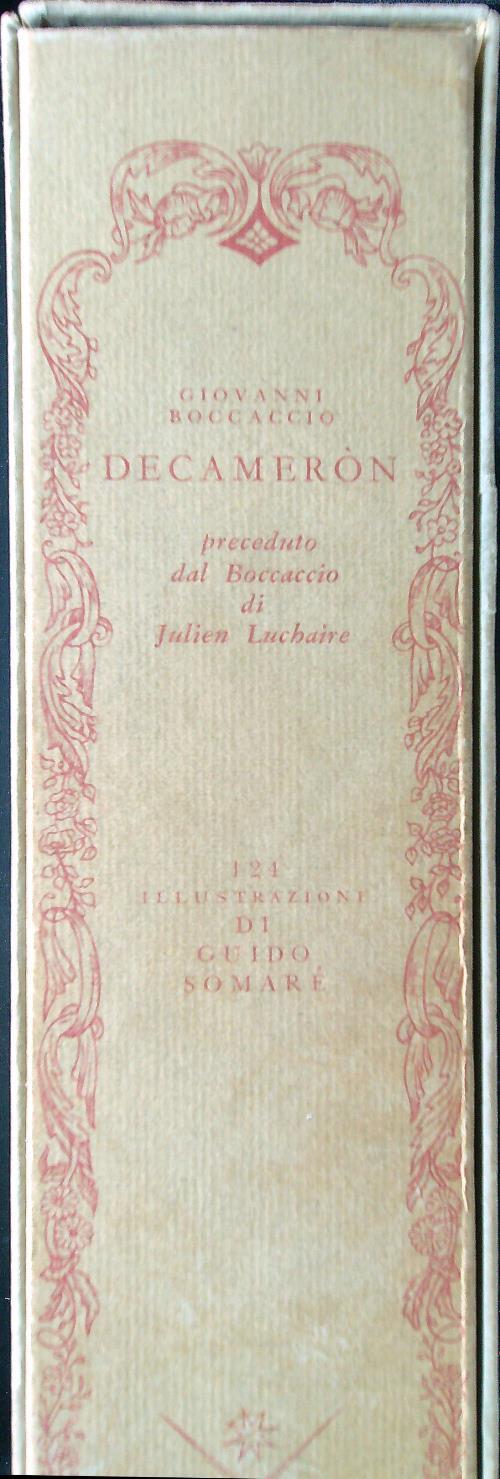 GIOVANNI
BOCCACCIO
DECAMERÒN
preceduto
dal Boccaccio
di
Julien Luchaire
124
ILLUSTRAZIONI
DI
GUIDO
SOMARÉ